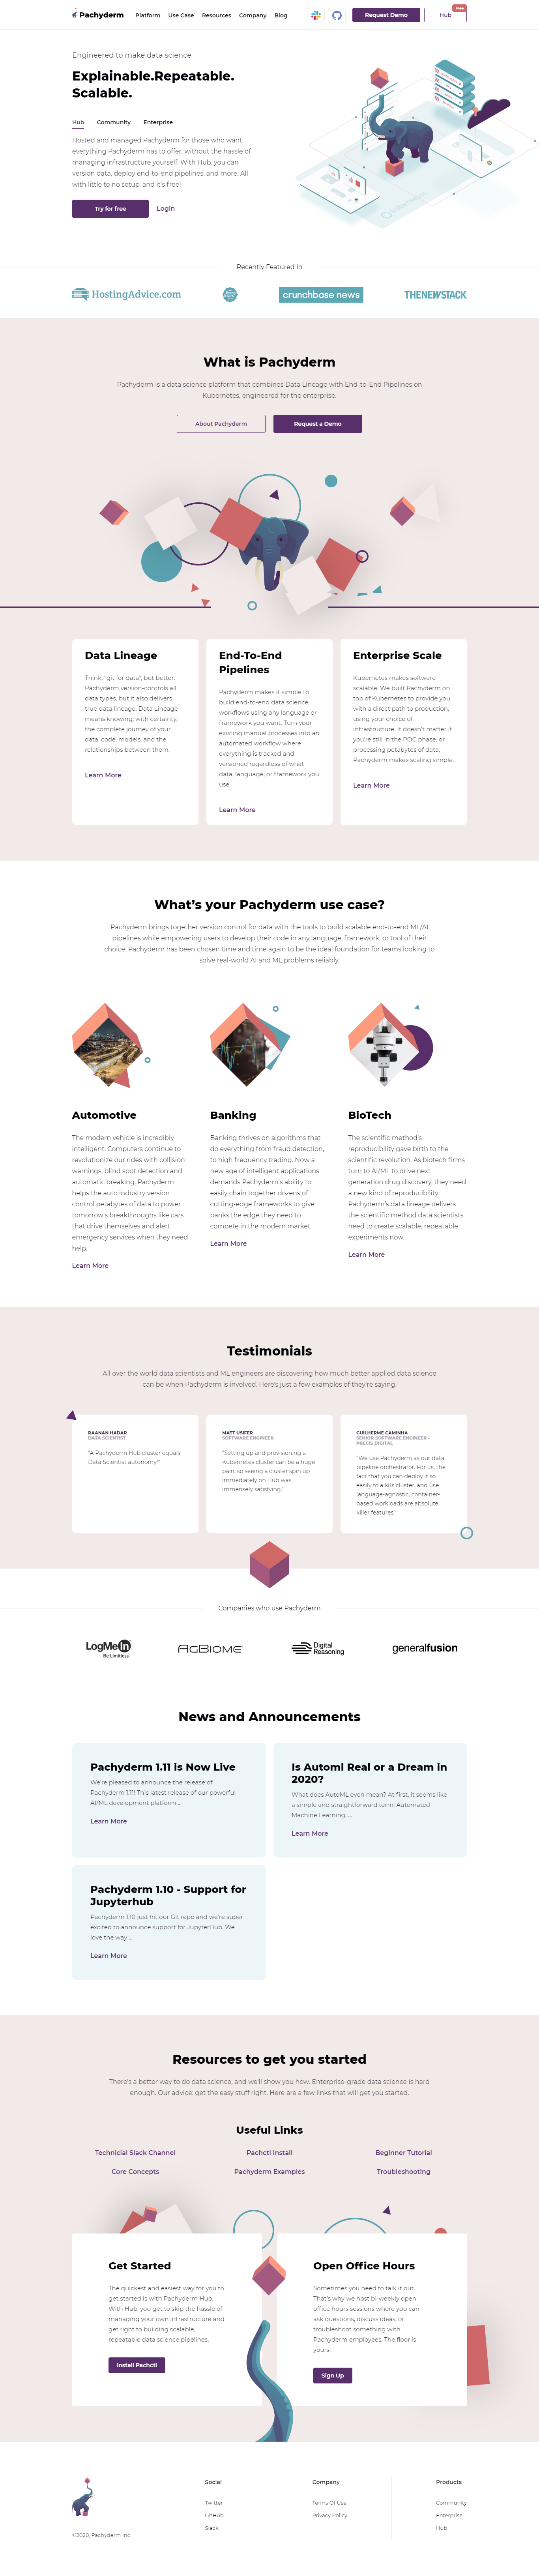 Pachyderm
Platform
Use Case
Resources
Company
Blog
Request Demo
Free
Hub
Engineered to make data science
Explainable.Repeatable.
Scalable.
Hub
Community
Enterprise
Hosted and managed Pachyderm for those who want
everything Pachyderm has to offer, without the hassle of
managing infrastructure yourself. With Hub, you can
version data, deploy end-to-end pipelines, and more. All
with little to no setup, and it's free!
Try for free
Login
Recently Featured In
HostingAdvice.com
crunchbase news
THENEWSTACK
What is Pachyderm
Pachyderm is a data science platform that combines Data Lineage with End-to-End Pipelines on
Kubernetes, engineered for the enterprise.
About Pachyderm
Request a Demo
Data Lineage
Think, "git for data", but better.
Pachyderm version-controls all
data types, but it also delivers
true data lineage. Data Lineage
means knowing, with certainty,
the complete journey of your
data, code, models, and the
relationships between them.
Learn More
End-To-End
Pipelines
Pachyderm makes it simple to
build end-to-end data science
workflows using any language or
framework you want. Turn your
existing manual processes into an
automated workflow where
everything is tracked and
versioned regardless of what
data, language, or framework you
use.
Learn More
Enterprise Scale
Kubernetes makes software
scalable. We built Pachyderm on
top of Kubernetes to provide you
with a direct path to production,
using your choice of
infrastructure. It doesn't matter if
you're still in the POC phase, or
processing petabytes of data,
Pachyderm makes scaling simple.
Learn More
What's your Pachyderm use case?
Pachyderm brings together version control for data with the tools to build scalable end-to-end ML/AI
pipelines while empowering users to develop their code in any language, framework, or tool of their
choice. Pachyderm has been chosen time and time again to be the ideal foundation for teams looking to
solve real-world AI and ML problems reliably.
Automotive
The modern vehicle is incredibly
intelligent. Computers continue to
revolutionize our rides with collision
warnings, blind spot detection and
automatic breaking. Pachyderm
helps the auto industry version
control petabytes of data to power
tomorrow's breakthroughs like cars
that drive themselves and alert
emergency services when they need
help.
Learn More
Banking
Banking thrives on algorithms that
do everything from fraud detection,
to high frequency trading. Now a
new age of intelligent applications
demands Pachyderm's ability to
easily chain together dozens of
cutting-edge frameworks to give
banks the edge they need to
compete in the modern market.
Learn More
BioTech
The scientific method's
reproducibility gave birth to the
scientific revolution. As biotech firms
turn to AI/ML to drive next
generation drug discovery, they need
a new kind of reproducibility:
Pachyderm's data lineage delivers
the scientific method data scientists
need to create scalable, repeatable
experiments now.
Learn More
Testimonials
All over the world data scientists and ML engineers are discovering how much better applied data science
can be when Pachyderm is involved. Here's just a few examples of they're saying.
RAANAN HADAR
DATA SCIENTIST
"A Pachyderm Hub cluster equals
Data Scientist autonomy!"
MATT USIFER
SOFTWARE ENGINEER
"Setting up and provisioning a
Kubernetes cluster can be a huge
pain, so seeing a cluster spin up
immediately on Hub was
immensely satisfying."
GUILHERME CAMINHA
SENIOR SOFTWARE ENGINEER -
PRECIS DIGITAL
"We use Pachyderm as our data
pipeline orchestrator. For us, the
fact that you can deploy it so
easily to a k8s cluster, and use
language-agnostic, container-
based workloads are absolute
killer features."
Companies who use Pachyderm
LogMeIn
Be Limitless.
AGBIOME
Digital
Reasoning
generalfusion
News and Announcements
Pachyderm 1.11 is Now Live
We're pleased to announce the release of
Pachyderm 1.11! This latest release of our powerful
AI/ML development platform ...
Learn More
Is Automl Real or a Dream in
2020?
What does AutoML even mean? At first, it seems like
a simple and straightforward term: Automated
Machine Learning. ...
Learn More
Pachyderm 1.10 - Support for
Jupyterhub
Pachyderm 1.10 just hit our Git repo and we're super
excited to announce support for JupyterHub. We
love the way ...
Learn More
Resources to get you started
There's a better way to do data science, and we'll show you how. Enterprise-grade data science is hard
enough. Our advice: get the easy stuff right. Here are a few links that will get you started.
Useful Links
Technicial Slack Channel
Pachctl Install
Beginner Tutorial
Core Concepts
Pachyderm Examples
Troubleshooting
Get Started
The quickest and easiest way for you to
get started is with Pachyderm Hub.
With Hub, you get to skip the hassle of
managing your own infrastructure and
get right to building scalable,
repeatable data science pipelines.
Install Pachctl
Open Office Hours
Sometimes you need to talk it out.
That's why we host bi-weekly open
office hours sessions where you can
ask questions, discuss ideas, or
troubleshoot something with
Pachyderm employees. The floor is
yours.
Sign Up
©2020, Pachyderm Inc.
Social
Twitter
GitHub
Slack
Company
Terms Of Use
Privacy Policy
Products
Community
Enterprise
Hub